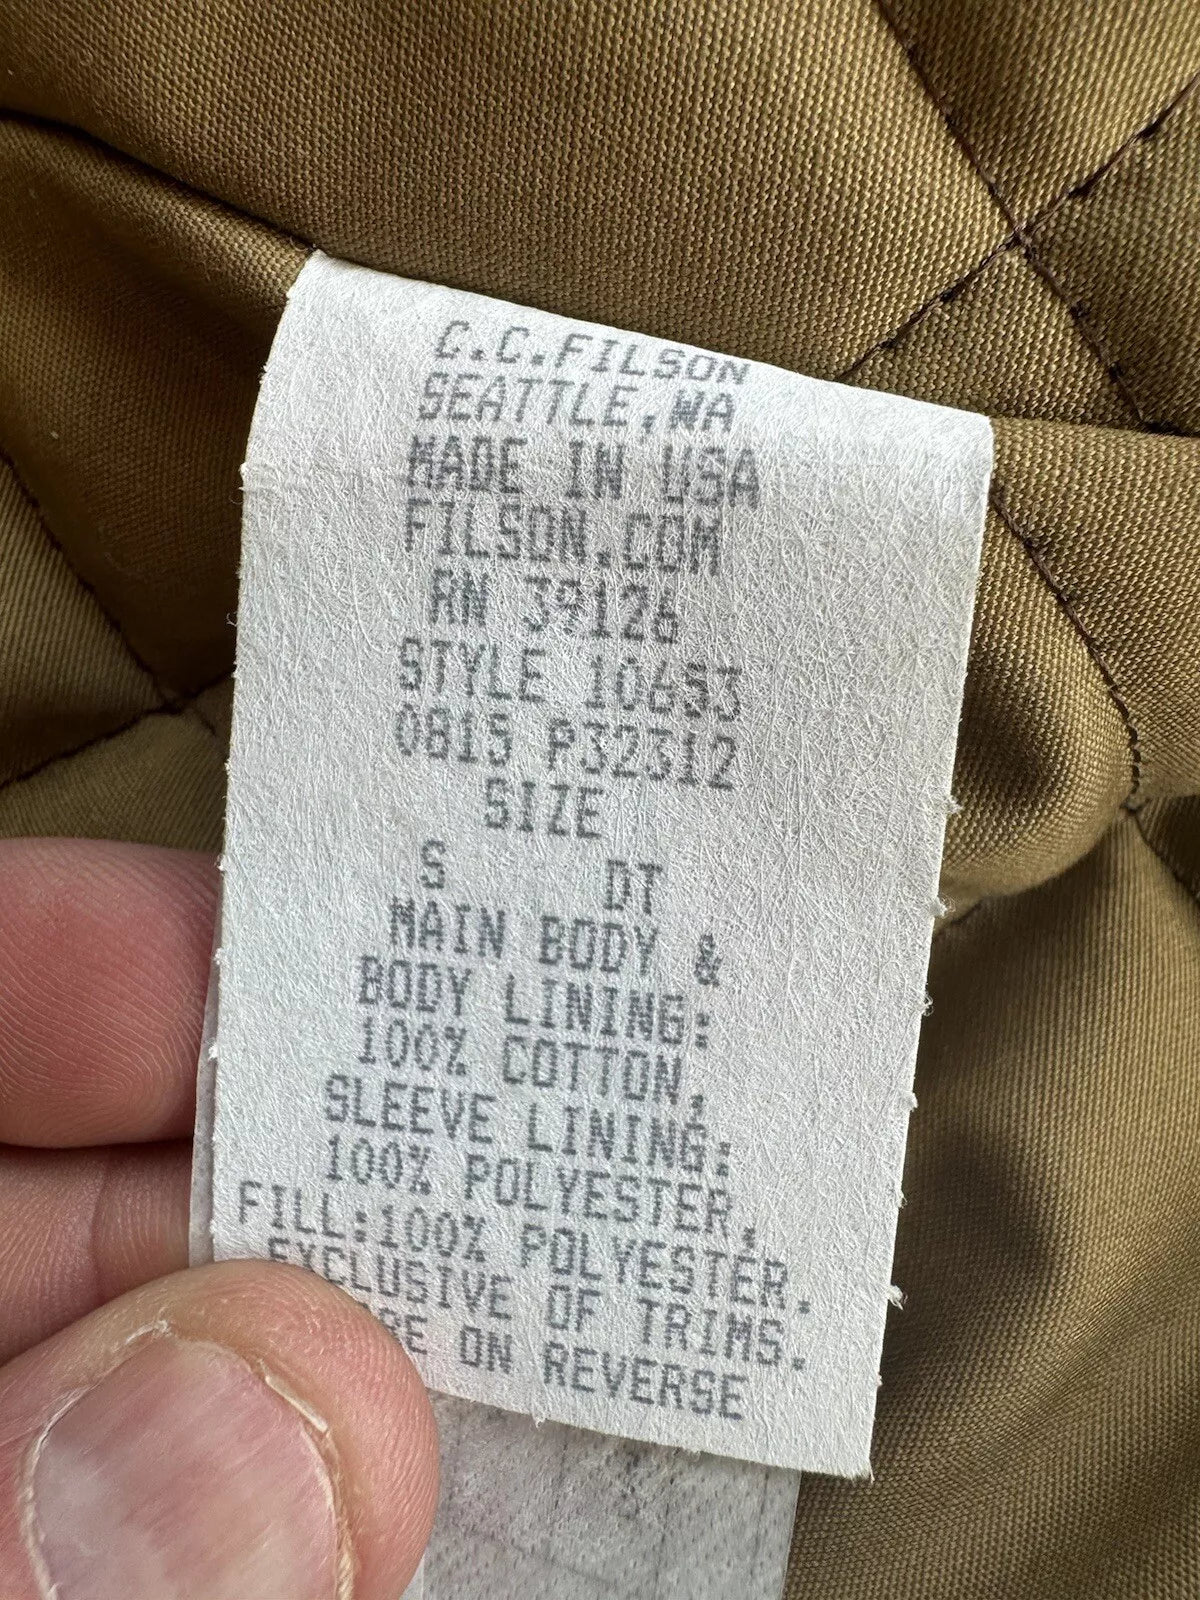 C.C.FILSON
SEATTLE,WA
MADE IN USA
FILSON.COM
RN 39126
STYLE 10653
0815 P32312
SIZE
S DT
MAIN BODY &
BODY LINING:
100% COTTON.
SLEEVE LINING:
100% POLYESTER.
FILL:100% POLYESTER.
EXCLUSIVE OF TRIMS.
ON REVERSE